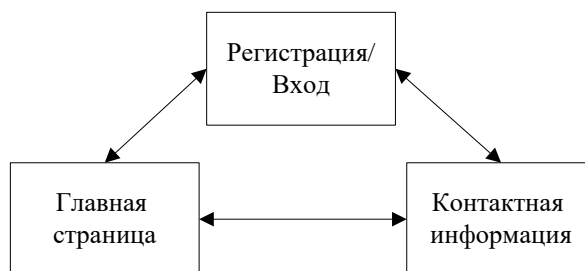 Регистрация/
Вход
Главная
страница
Контактная
информация